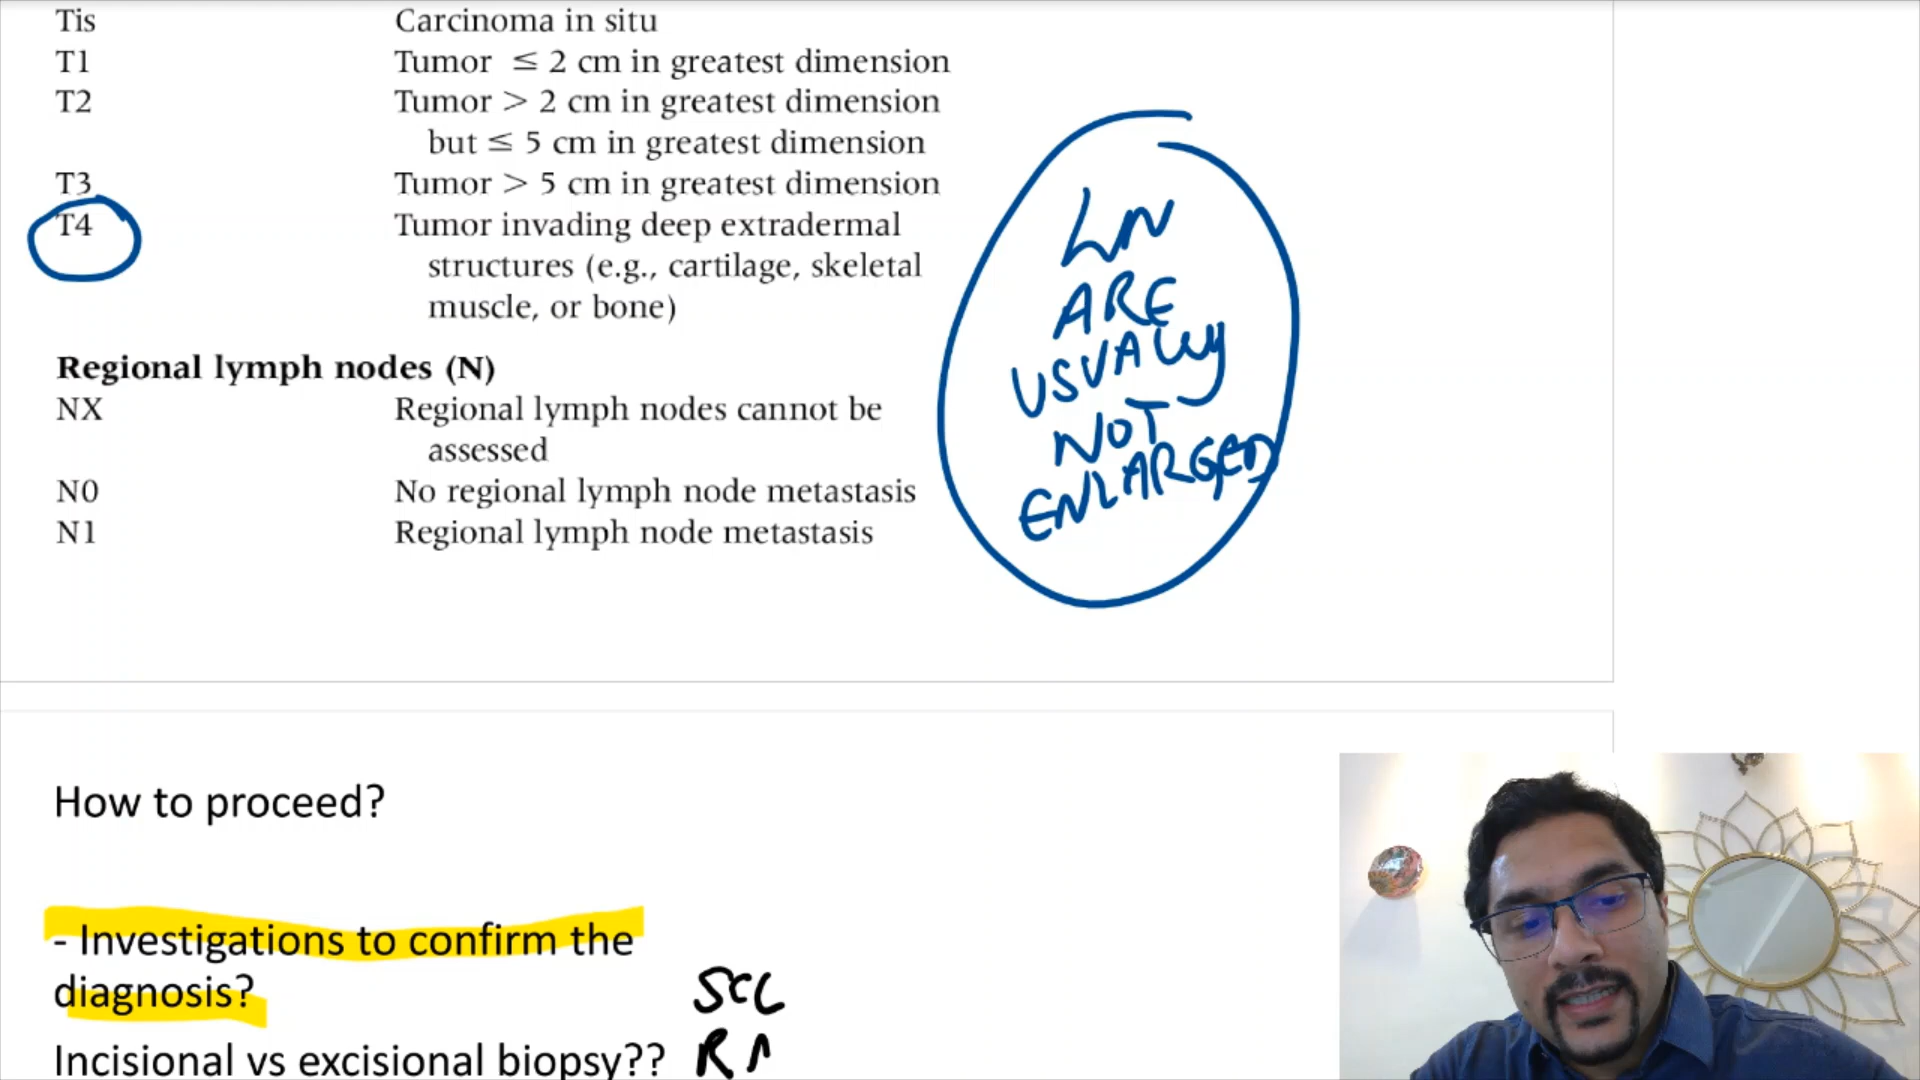 Tis Carcinoma in situ
T1 Tumor ≤ 2 cm in greatest dimension
T2 Tumor > 2 cm in greatest dimension
but ≤ 5 cm in greatest dimension
T3 Tumor > 5 cm in greatest dimension
T4 Tumor invading deep extradermal
structures (e.g., cartilage, skeletal
muscle, or bone)
Regional lymph nodes (N)
NX Regional lymph nodes cannot be
assessed
N0 No regional lymph node metastasis
N1 Regional lymph node metastasis
LN
ARE
USUALLY
NOT
ENLARGED
How to proceed?
- Investigations to confirm the
diagnosis?
Incisional vs excisional biopsy??